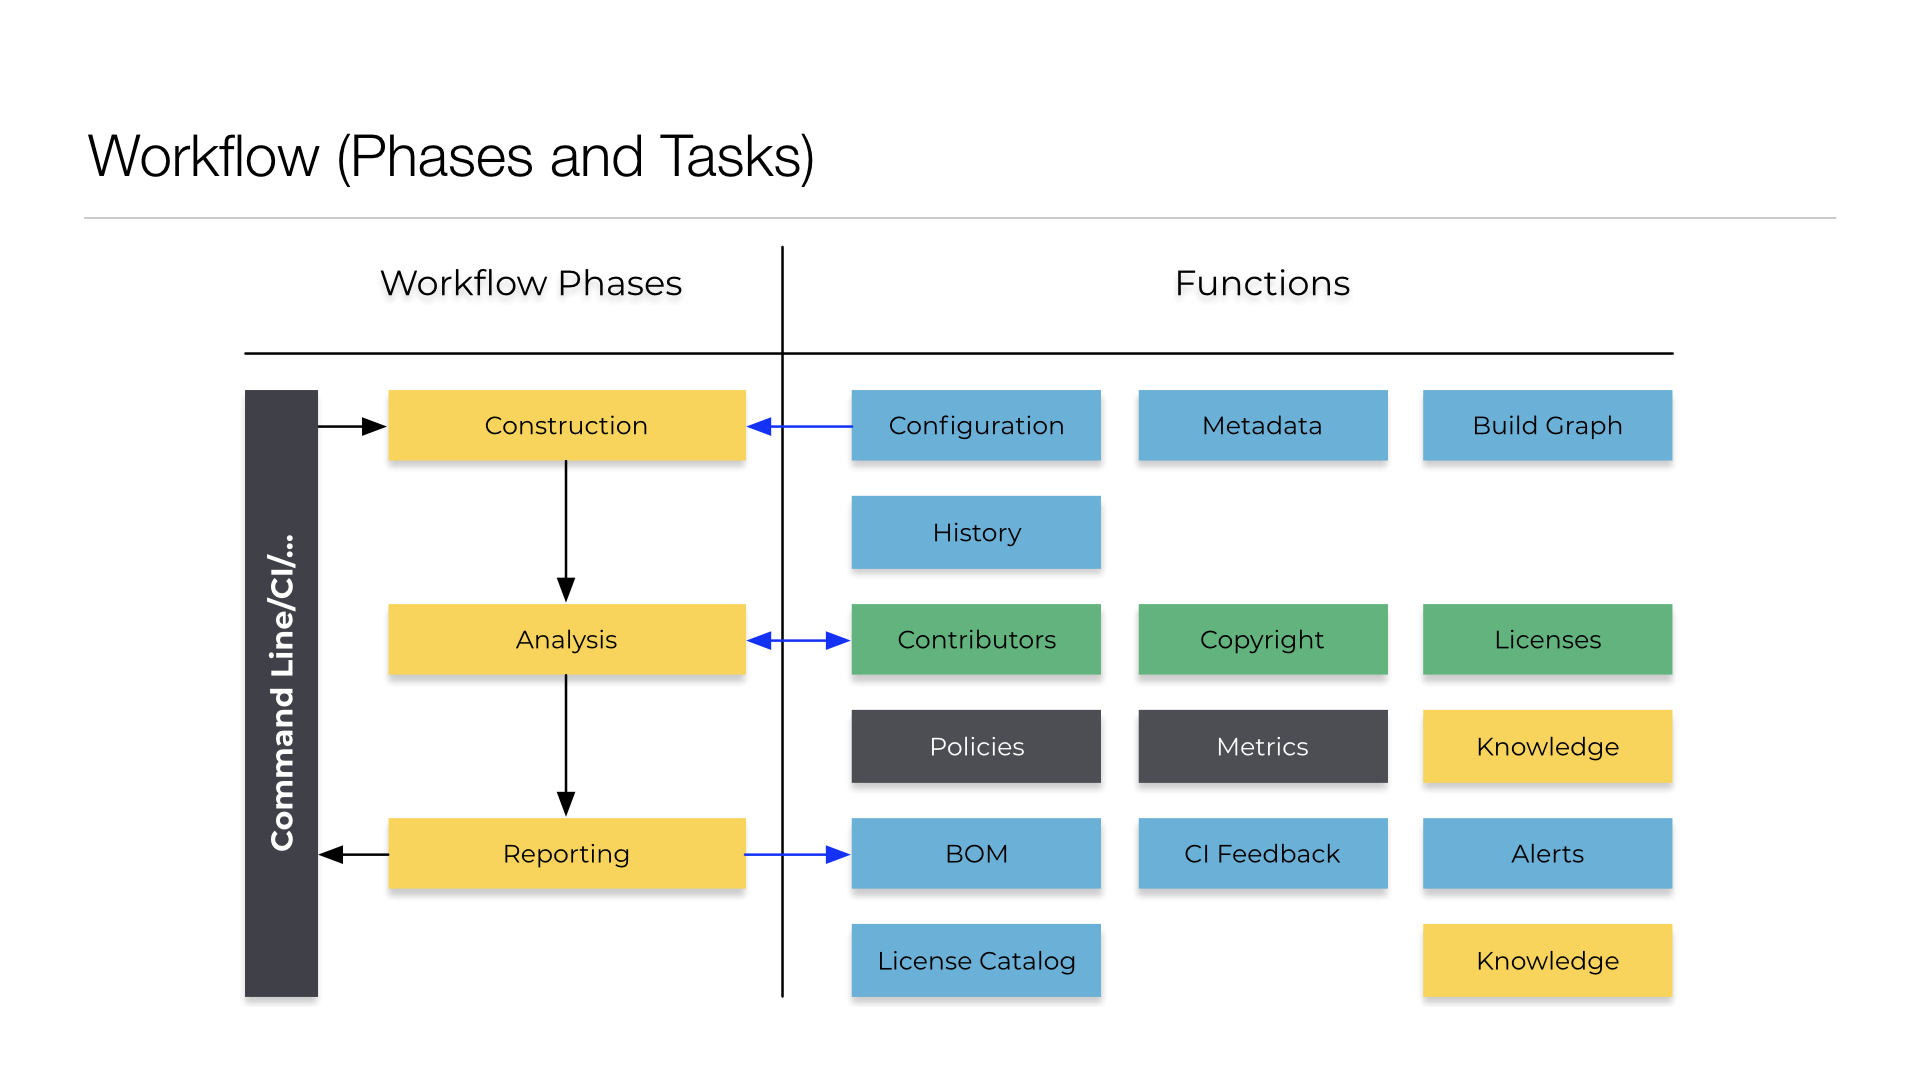 Workflow (Phases and Tasks)
Workflow Phases
Functions
Command Line/CI/...
Construction
Configuration
Metadata
Build Graph
History
Analysis
Contributors
Copyright
Licenses
Policies
Metrics
Knowledge
Reporting
BOM
CI Feedback
Alerts
License Catalog
Knowledge